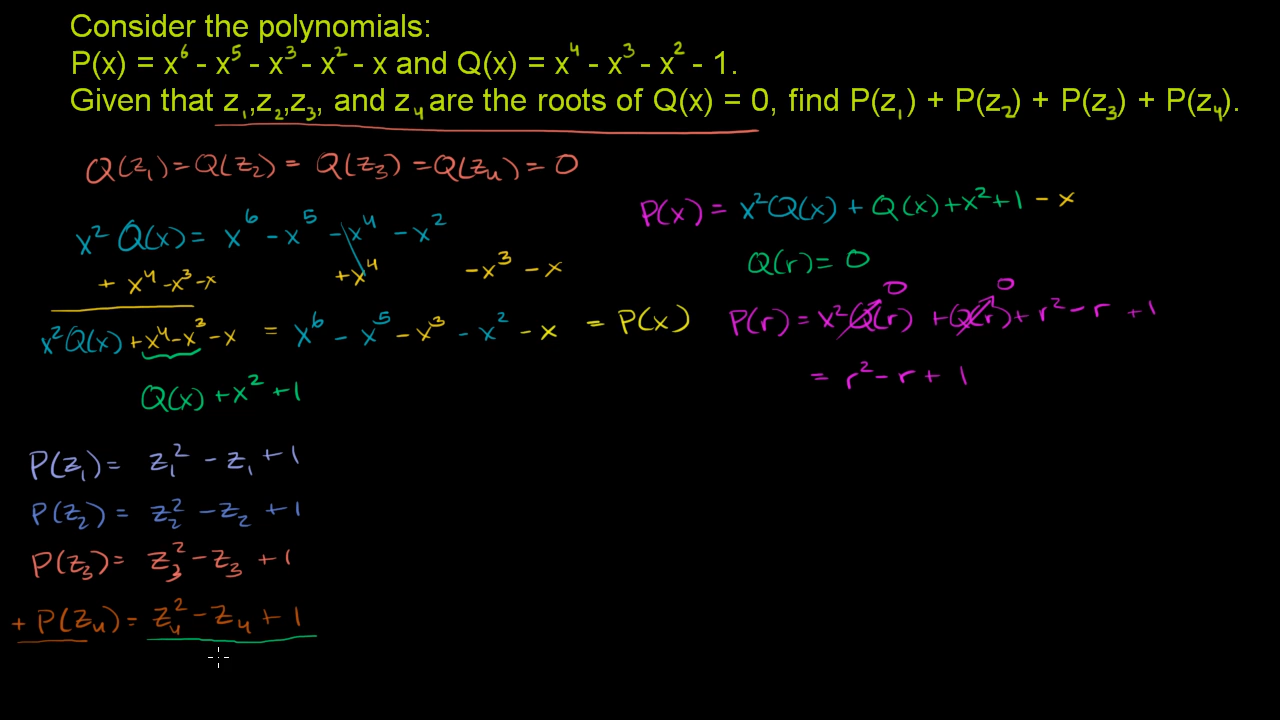 Consider the polynomials:
P(x) = x⁶ - x⁵ - x³ - x² - x and Q(x) = x⁴ - x³ - x² - 1.
Given that z₁,z₂,z₃, and z₄ are the roots of Q(x) = 0, find P(z₁) + P(z₂) + P(z₃) + P(z₄).
Q(z₁) = Q(z₂) = Q(z₃) = Q(z₄) = 0
P(x) = x²Q(x) + Q(x) + x² + 1 - x
x² Q(x) = x⁶ - x⁵ - x⁴ - x²
Q(r) = 0
+ x⁴ - x³ - x +x⁴ - x³ - x
0 0
x²Q(x) + x⁴ - x³ - x = x⁶ - x⁵ - x³ - x² - x = P(x)
P(r) = x²Q(r) + Q(r) + r² - r + 1
= r² - r + 1
Q(x) + x² + 1
P(z₁) = z₁² - z₁ + 1
P(z₂) = z₂² - z₂ + 1
P(z₃) = z₃² - z₃ + 1
+ P(z₄) = z₄² - z₄ + 1